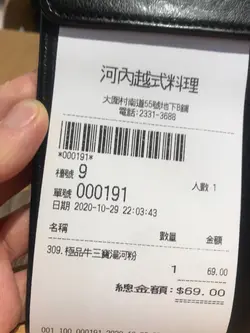 河內越式料理
大圍村南道55號地下B鋪
電話:2331-3688
*000191*
檯號 9
人數 1
單號 000191
日期 2020-10-29 22:03:43
名稱 數量 金額
309.極品牛三寶湯河粉
1 69.00
總金額:$69.00